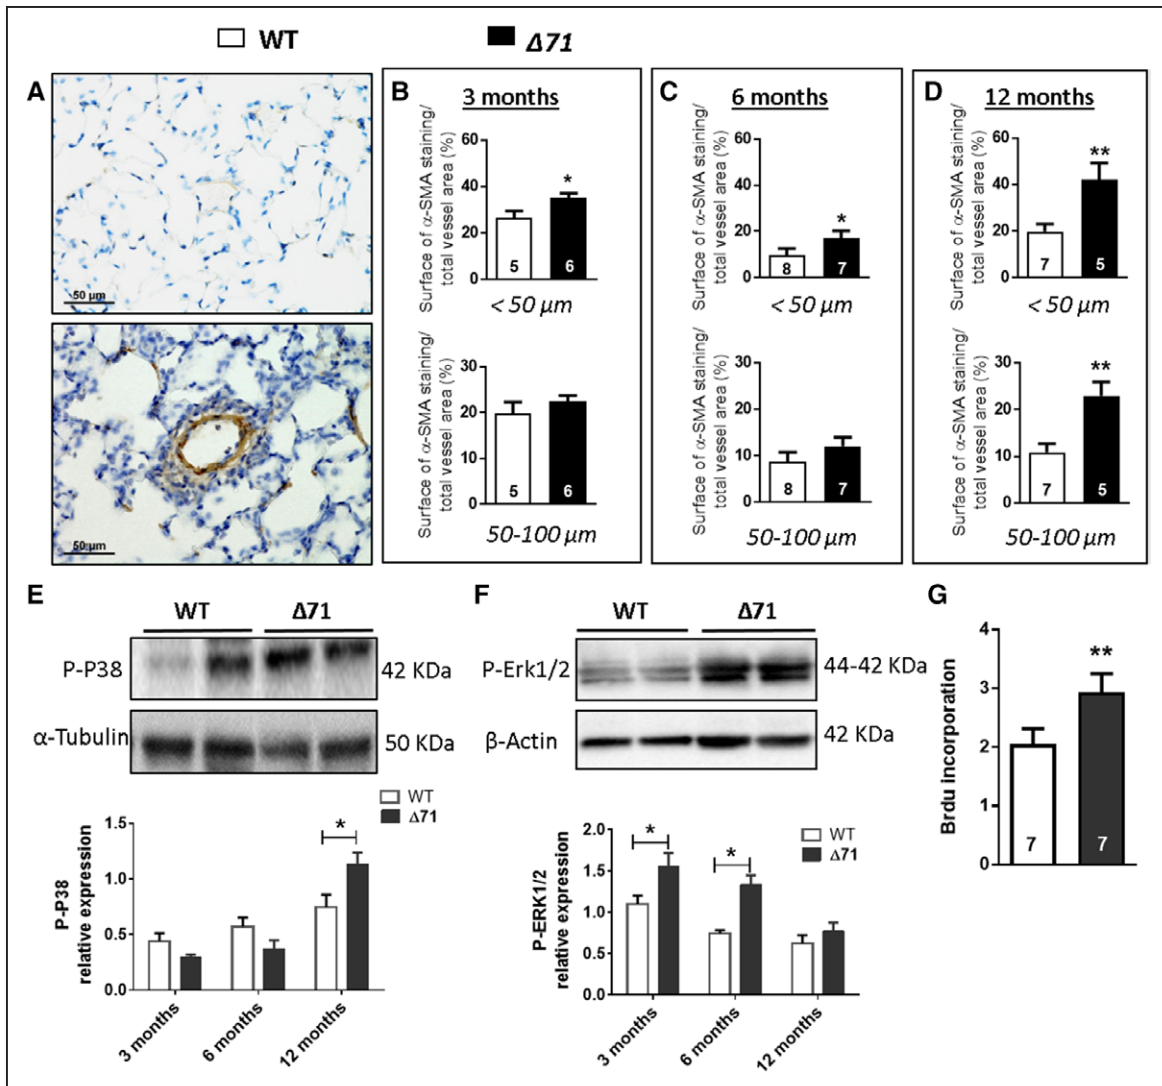 WT
Δ71
A
50 µm
50 µm
B
3 months
Surface of α-SMA staining/
total vessel area (%)
60
40
20
0
*
5
6
< 50 µm
Surface of α-SMA staining/
total vessel area (%)
30
20
10
0
5
6
50-100 µm
C
6 months
Surface of α-SMA staining/
total vessel area (%)
60
40
20
0
*
8
7
< 50 µm
Surface of α-SMA staining/
total vessel area (%)
30
20
10
0
8
7
50-100 µm
D
12 months
Surface of α-SMA staining/
total vessel area (%)
60
40
20
0
**
7
5
< 50 µm
Surface of α-SMA staining/
total vessel area (%)
30
20
10
0
**
7
5
50-100 µm
E
WT
Δ71
P-P38
42 KDa
α-Tubulin
50 KDa
WT
Δ71
P-P38
relative expression
1.5
1.0
0.5
0.0
*
3 months
6 months
12 months
F
WT
Δ71
P-Erk1/2
44-42 KDa
β-Actin
42 KDa
WT
Δ71
P-ERK1/2
relative expression
2.0
1.5
1.0
0.5
0.0
*
*
3 months
6 months
12 months
G
Brdu incorporation
4
3
2
1
0
**
7
7